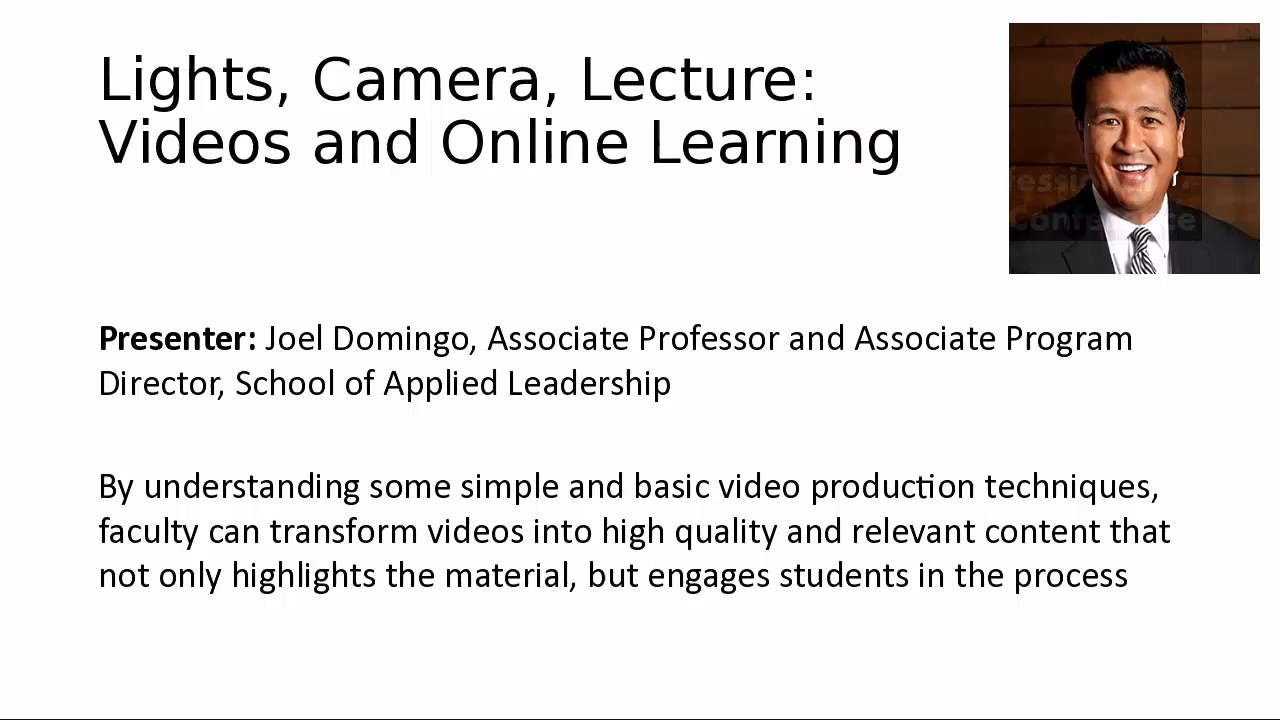 Lights, Camera, Lecture:
Videos and Online Learning
Presenter: Joel Domingo, Associate Professor and Associate Program
Director, School of Applied Leadership
By understanding some simple and basic video production techniques,
faculty can transform videos into high quality and relevant content that
not only highlights the material, but engages students in the process